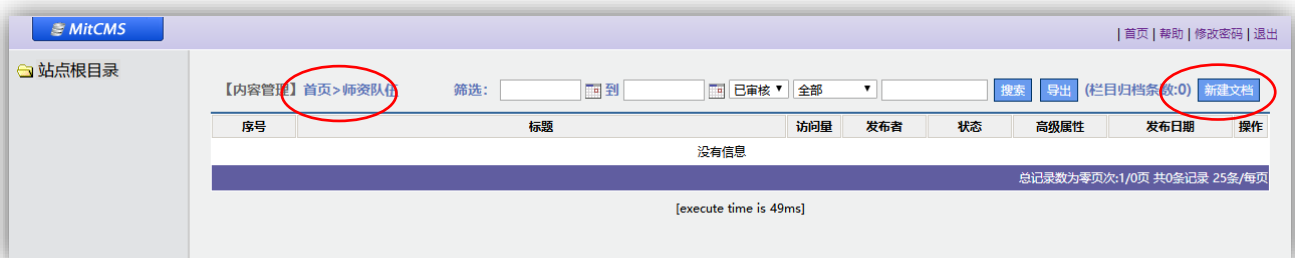 MitCMS
| 首页 | 帮助 | 修改密码 | 退出
站点根目录
【内容管理】首页>师资队伍 筛选: 到 已审核 全部 搜索 导出 (栏目归档条数:0) 新建文档
序号 标题 访问量 发布者 状态 高级属性 发布日期 操作
没有信息
总记录数为零页次:1/0页 共0条记录 25条/每页
[execute time is 49ms]